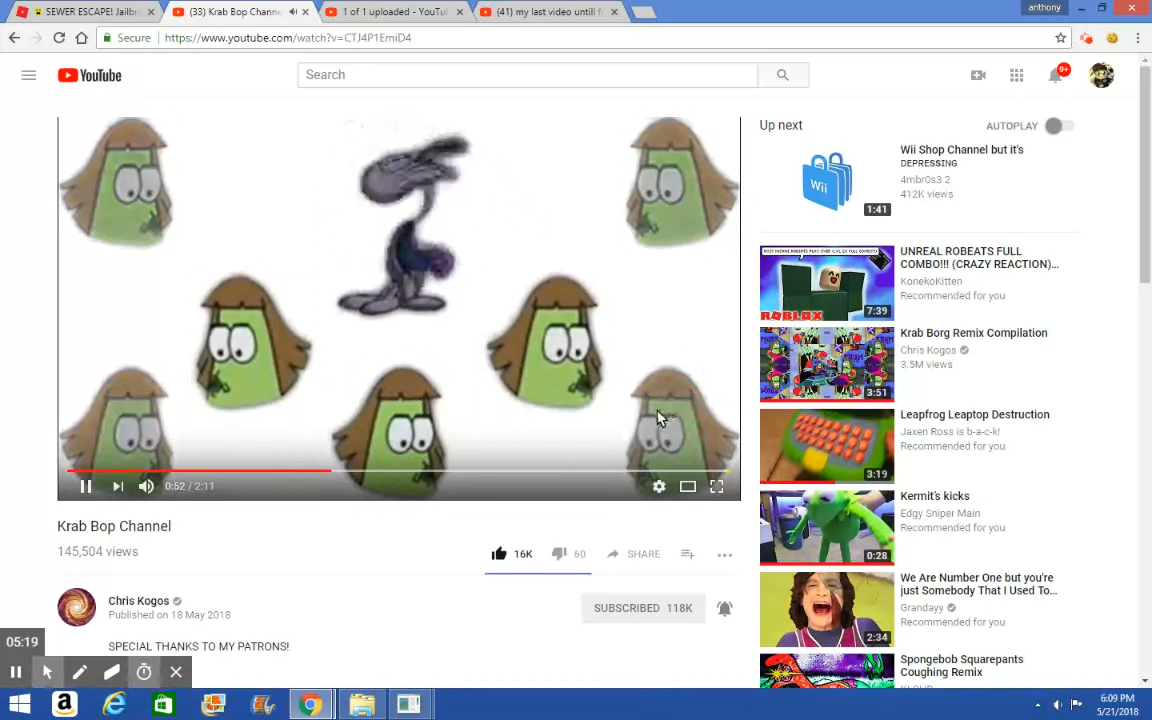 SEWER ESCAPE! Jailbre
(33) Krab Bop Channe
1 of 1 uploaded - YouTu
(41) my last video untill f
anthony
Secure
https://www.youtube.com/watch?v=CTJ4P1EmiD4
YouTube
Search
9+
Up next
AUTOPLAY
Wii Shop Channel but it's
DEPRESSING
4mbr0s3 2
412K views
Wii
1:41
UNREAL ROBEATS FULL
COMBO!!! (CRAZY REACTION)...
KonekoKitten
Recommended for you
ROBLOX
7:39
Krab Borg Remix Compilation
Chris Kogos
3.5M views
3:51
Leapfrog Leaptop Destruction
Jaxen Ross is b-a-c-k!
Recommended for you
3:19
Kermit's kicks
Edgy Sniper Main
Recommended for you
0:28
We Are Number One but you're
just Somebody That I Used To...
Grandayy
Recommended for you
2:34
Spongebob Squarepants
Coughing Remix
0:52 / 2:11
Krab Bop Channel
145,504 views
16K
60
SHARE
Chris Kogos
Published on 18 May 2018
SUBSCRIBED 118K
SPECIAL THANKS TO MY PATRONS!
05:19
6:09 PM
5/21/2018